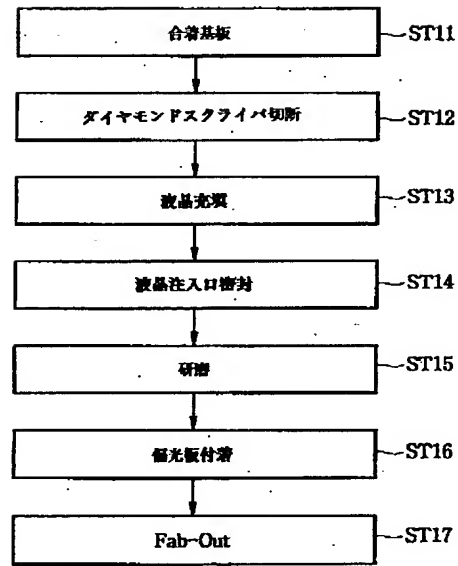 合着基板
ST11
ダイヤモンドスクライバ切断
ST12
液晶充填
ST13
液晶注入口密封
ST14
研磨
ST15
偏光板付着
ST16
Fab-Out
ST17